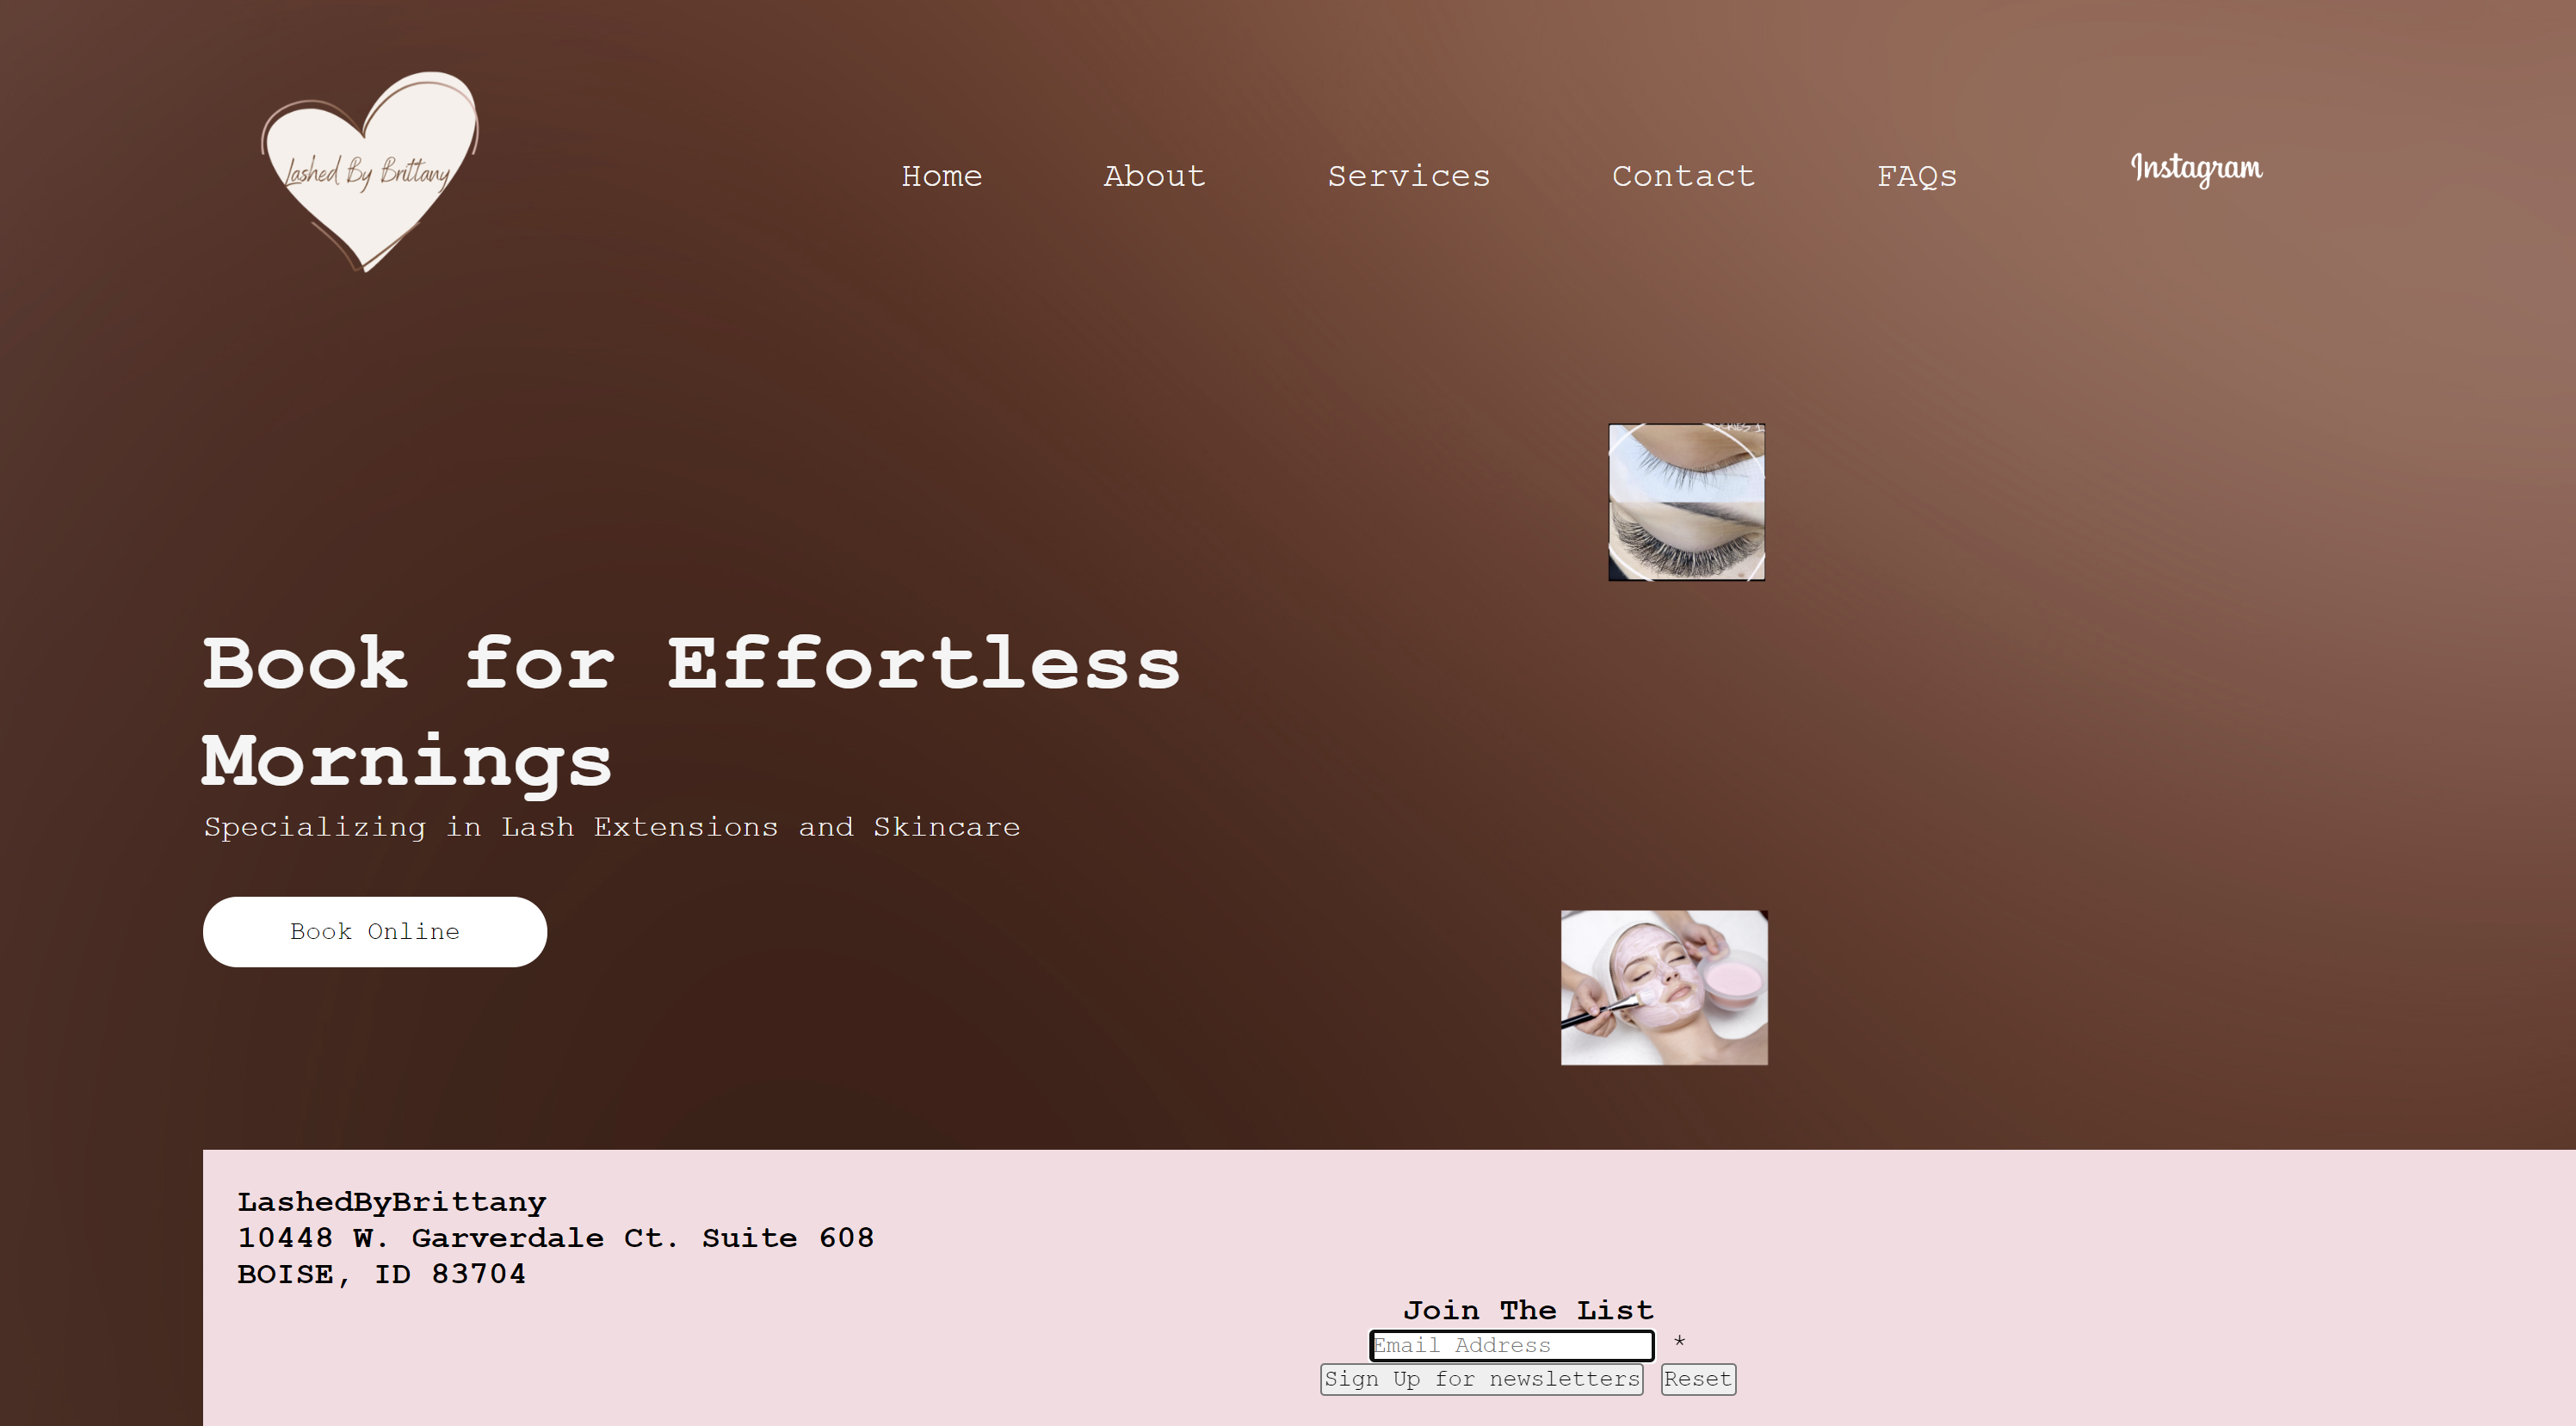 Lashed By Brittany
Home About Services Contact FAQs Instagram
Book for Effortless
Mornings
Specializing in Lash Extensions and Skincare
Book Online
LashedByBrittany
10448 W. Garverdale Ct. Suite 608
BOISE, ID 83704
Join The List
Email Address *
Sign Up for newsletters Reset